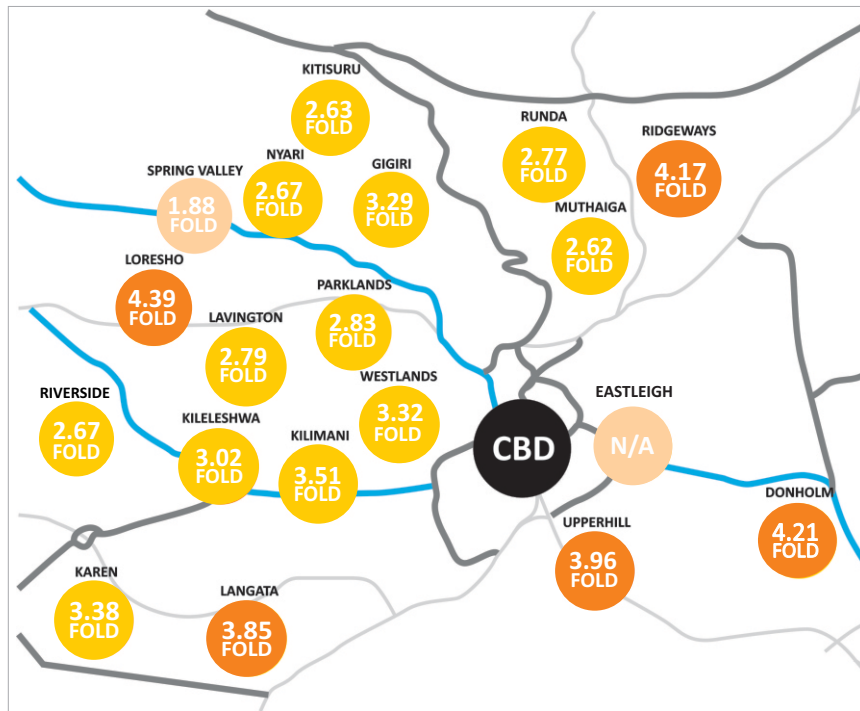 KITISURU
2.63
FOLD
RUNDA
2.77
FOLD
RIDGEWAYS
4.17
FOLD
NYARI
2.67
FOLD
GIGIRI
3.29
FOLD
SPRING VALLEY
1.88
FOLD
MUTHAIGA
2.62
FOLD
LORESHO
4.39
FOLD
PARKLANDS
2.83
FOLD
LAVINGTON
2.79
FOLD
WESTLANDS
3.32
FOLD
RIVERSIDE
2.67
FOLD
KILELESHWA
3.02
FOLD
KILIMANI
3.51
FOLD
CBD
EASTLEIGH
N/A
DONHOLM
4.21
FOLD
UPPERHILL
3.96
FOLD
KAREN
3.38
FOLD
LANGATA
3.85
FOLD